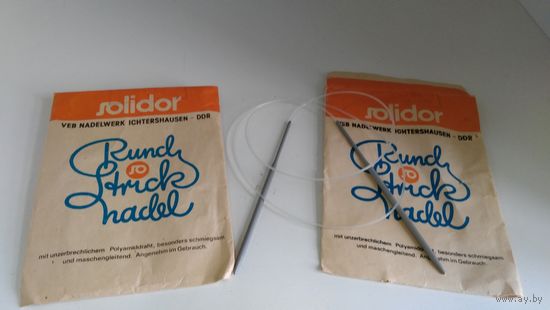 solidor
VEB NADELWERK ICHTERSHAUSEN - DDR
Rund
so
Strick
nadel
mit unzerbrechlichem Polyamiddraht, besonders schmiegsam
und maschengleitend. Angenehm im Gebrauch.
solidor
VEB NADELWERK ICHTERSHAUSEN - DDR
Rund
so
Strick
nadel
mit unzerbrechlichem Polyamiddraht, besonders schmiegsam
und maschengleitend. Angenehm im Gebrauch.
www.ay.by